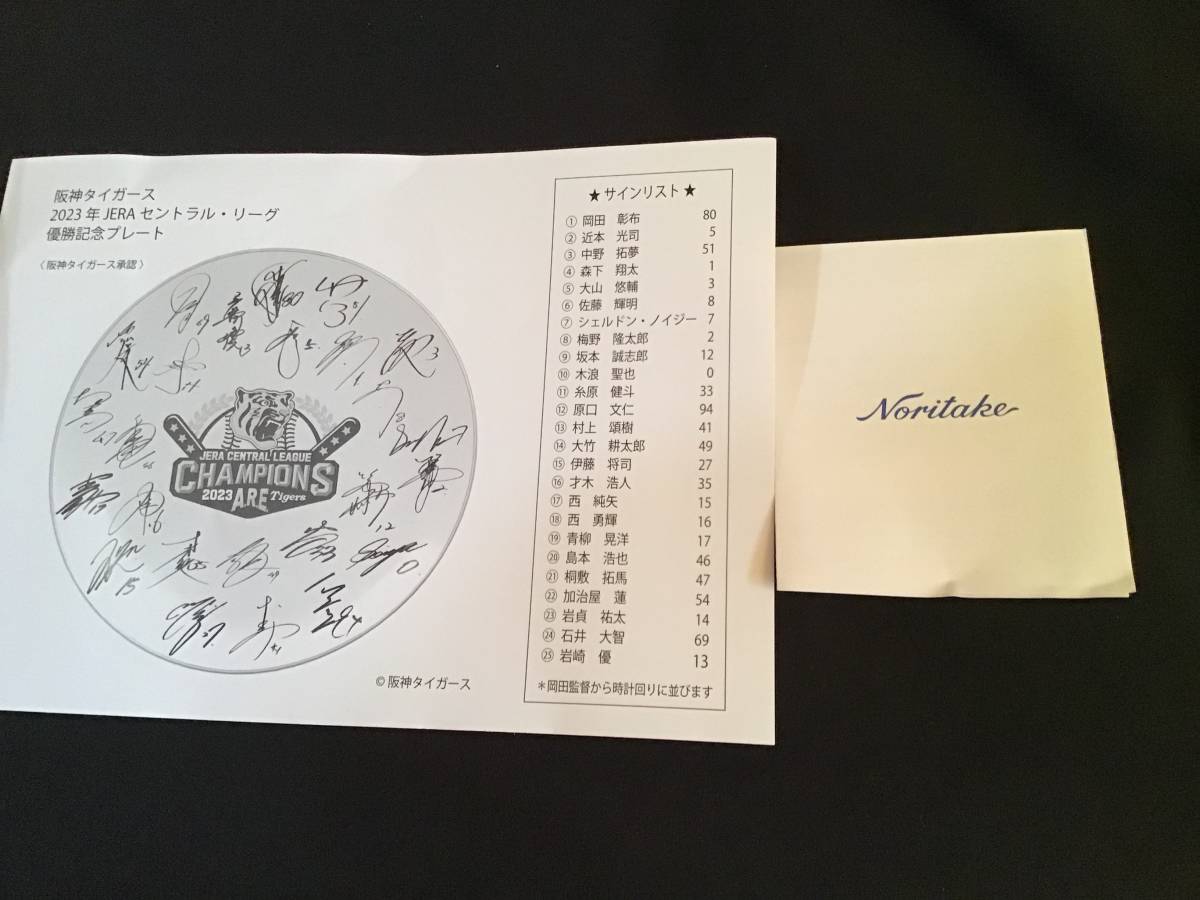 阪神タイガース
2023年 JERA セントラル・リーグ
優勝記念プレート
〈阪神タイガース承認〉
JERA CENTRAL LEAGUE
CHAMPIONS
2023 ARE Tigers
© 阪神タイガース
★ サインリスト ★
① 岡田 彰布 80
② 近本 光司 5
③ 中野 拓夢 51
④ 森下 翔太 1
⑤ 大山 悠輔 3
⑥ 佐藤 輝明 8
⑦ シェルドン・ノイジー 7
⑧ 梅野 隆太郎 2
⑨ 坂本 誠志郎 12
⑩ 木浪 聖也 0
⑪ 糸原 健斗 33
⑫ 原口 文仁 94
⑬ 村上 頌樹 41
⑭ 大竹 耕太郎 49
⑮ 伊藤 将司 27
⑯ 才木 浩人 35
⑰ 西 純矢 15
⑱ 西 勇輝 16
⑲ 青柳 晃洋 17
⑳ 島本 浩也 46
㉑ 桐敷 拓馬 47
㉒ 加治屋 蓮 54
㉓ 岩貞 祐太 14
㉔ 石井 大智 69
㉕ 岩崎 優 13
＊岡田監督から時計回りに並びます
Noritake